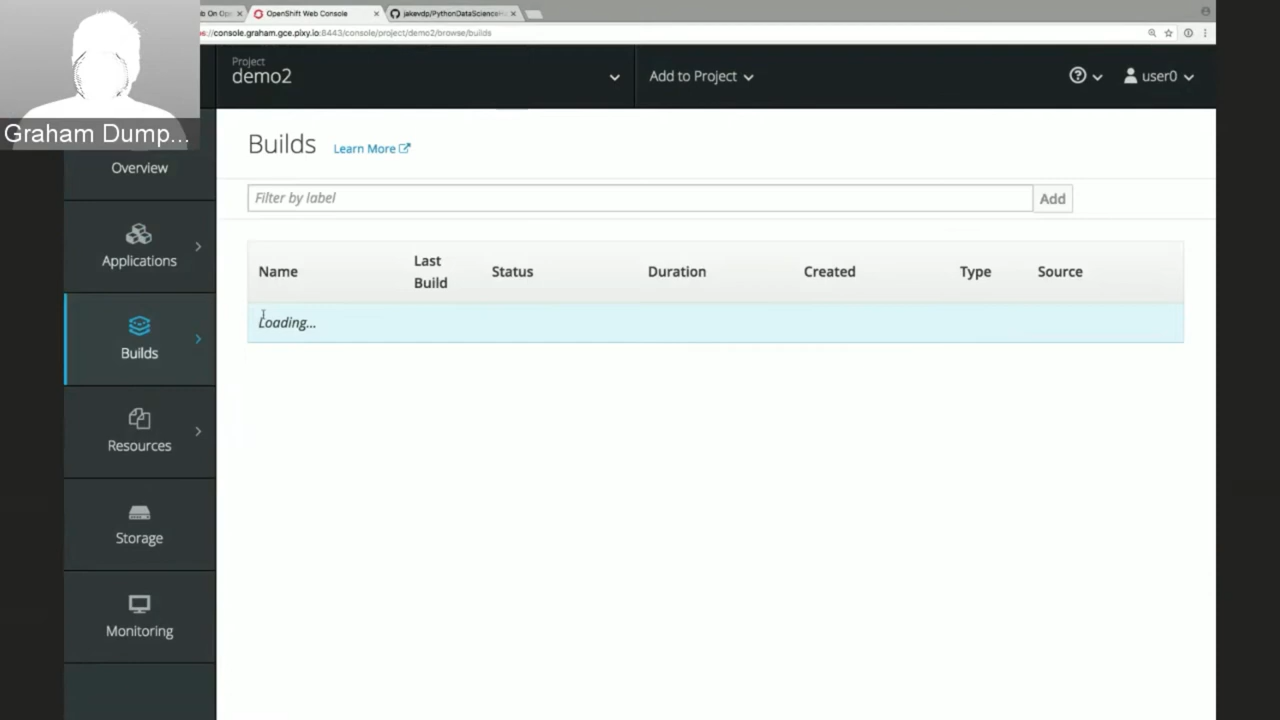 OpenShift Web Console
jakevdp/PythonDataScienceH
console.graham.gce.pixy.io:8443/console/project/demo2/browse/builds
Graham Dump...
Project
demo2
Add to Project
user0
Overview
Applications
Builds
Resources
Storage
Monitoring
Builds
Learn More
Filter by label
Add
Name
Last
Build
Status
Duration
Created
Type
Source
Loading...